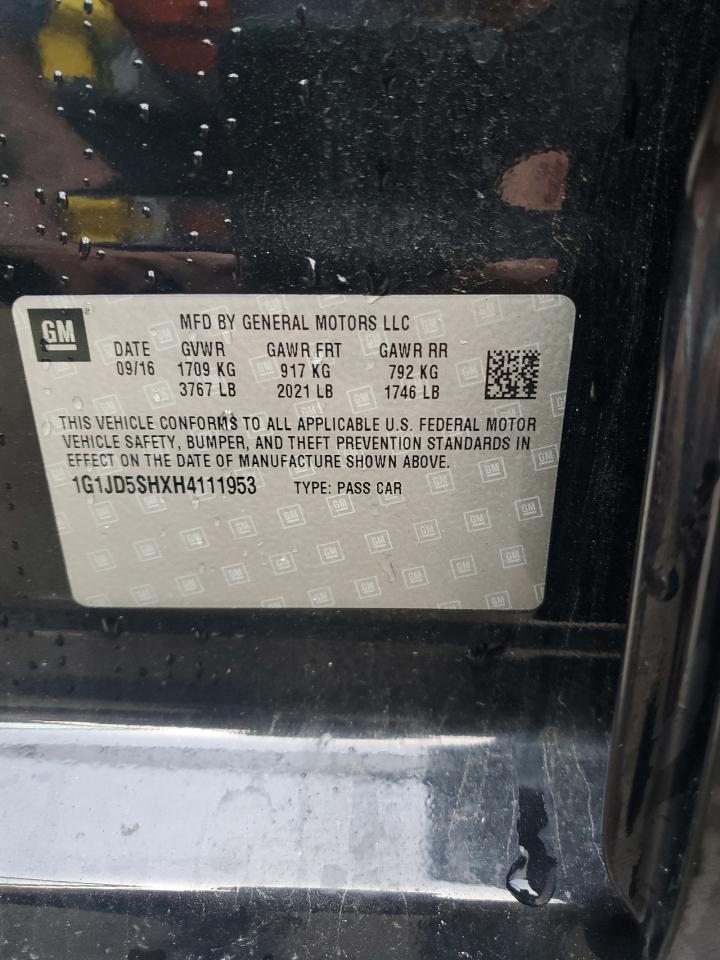 GM
MFD BY GENERAL MOTORS LLC
DATE GVWR GAWR FRT GAWR RR
09/16 1709 KG 917 KG 792 KG
3767 LB 2021 LB 1746 LB
THIS VEHICLE CONFORMS TO ALL APPLICABLE U.S. FEDERAL MOTOR
VEHICLE SAFETY, BUMPER, AND THEFT PREVENTION STANDARDS IN
EFFECT ON THE DATE OF MANUFACTURE SHOWN ABOVE.
1G1JD5SHXH4111953 TYPE: PASS CAR